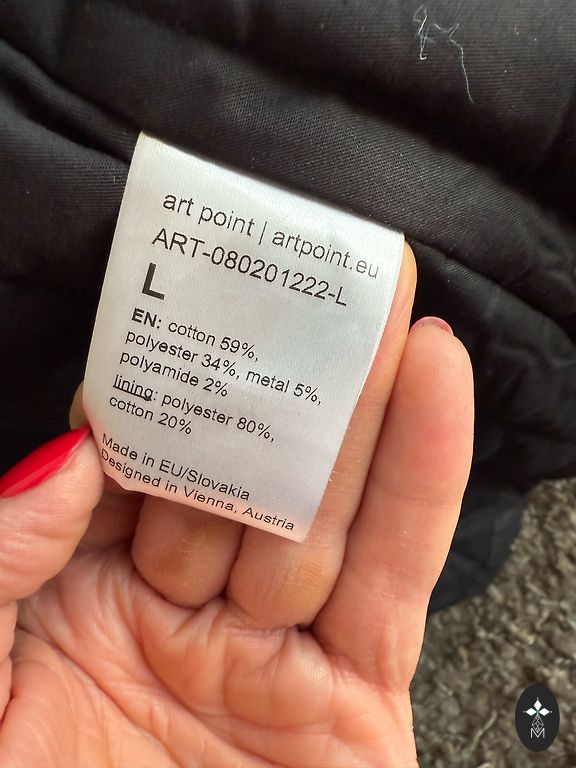 art point | artpoint.eu
ART-080201222-L
L
EN: cotton 59%,
polyester 34%, metal 5%,
polyamide 2%
lining: polyester 80%,
cotton 20%
Made in EU/Slovakia
Designed in Vienna, Austria
M